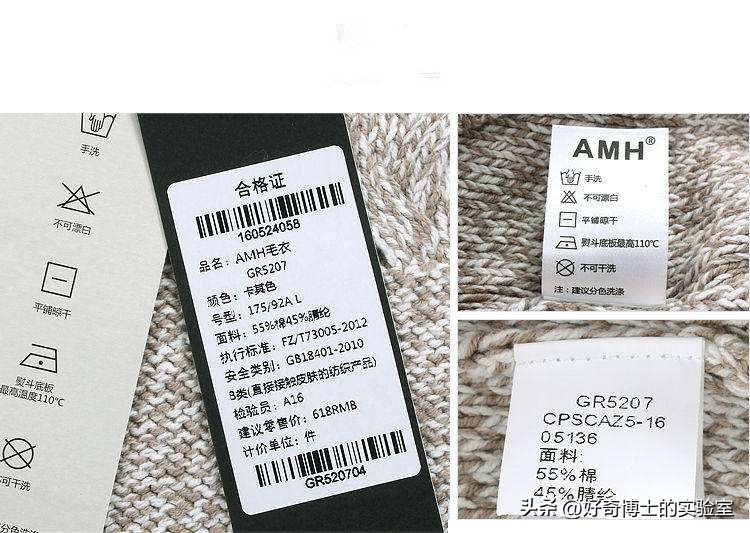 手洗
不可漂白
平铺晾干
熨斗底板
最高温度110℃
不可干洗
合格证
160524058
品名：AMH毛衣
GR5207
颜色：卡其色
号型：175/92A L
面料：55%棉45%腈纶
执行标准：FZ/T73005-2012
安全类别：GB18401-2010
B类(直接接触皮肤的纺织产品)
检验员：A16
建议零售价：618RMB
计价单位：件
GR520704
AMH®
手洗
不可漂白
平铺晾干
熨斗底板最高110℃
不可干洗
注：建议分色洗涤
GR5207
CPSCAZ5-16
05136
面料:
55%棉
45%腈纶
头条 @好奇博士的实验室